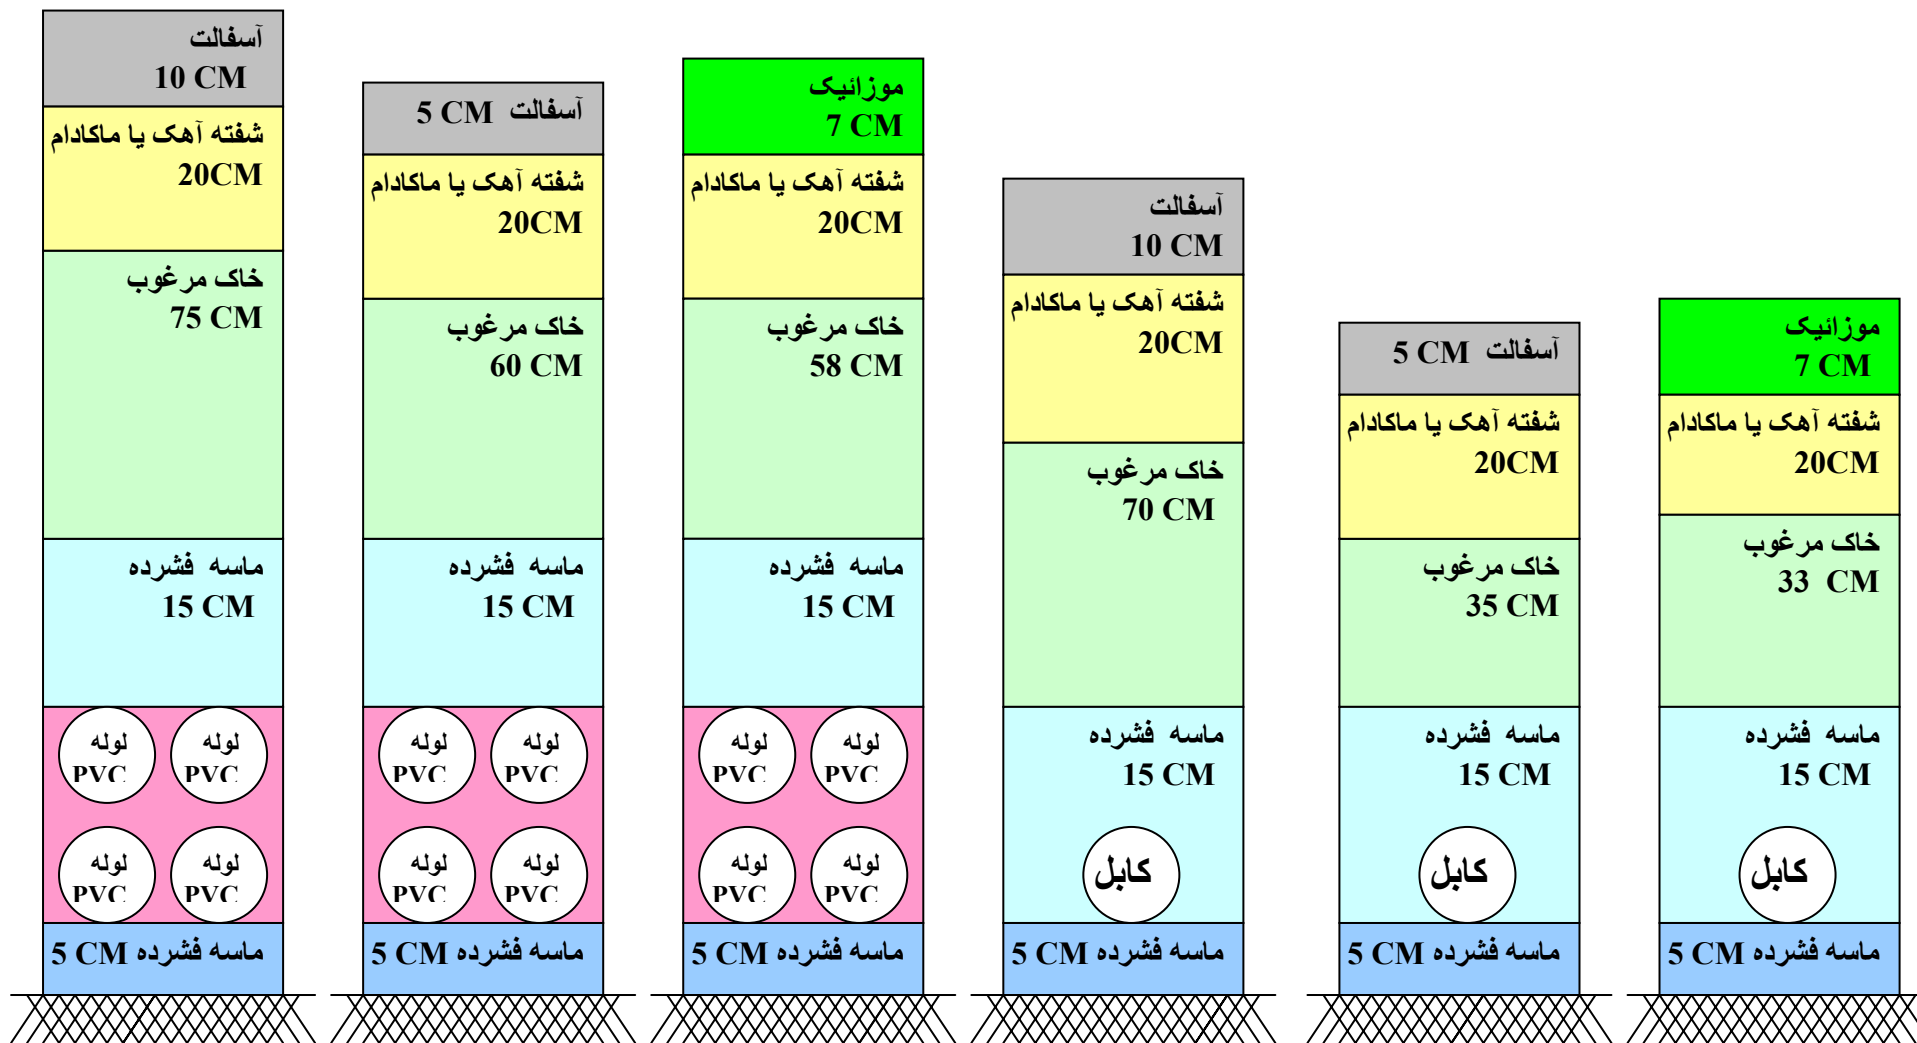 آسفالت
10 CM
شفته آهک یا ماکادام
20CM
خاک مرغوب
75 CM
ماسه فشرده
15 CM
لوله
PVC
لوله
PVC
لوله
PVC
لوله
PVC
ماسه فشرده 5 CM
آسفالت 5 CM
شفته آهک یا ماکادام
20CM
خاک مرغوب
60 CM
ماسه فشرده
15 CM
لوله
PVC
لوله
PVC
لوله
PVC
لوله
PVC
ماسه فشرده 5 CM
موزائیک
7 CM
شفته آهک یا ماکادام
20CM
خاک مرغوب
58 CM
ماسه فشرده
15 CM
لوله
PVC
لوله
PVC
لوله
PVC
لوله
PVC
ماسه فشرده 5 CM
آسفالت
10 CM
شفته آهک یا ماکادام
20CM
خاک مرغوب
70 CM
ماسه فشرده
15 CM
کابل
ماسه فشرده 5 CM
آسفالت 5 CM
شفته آهک یا ماکادام
20CM
خاک مرغوب
35 CM
ماسه فشرده
15 CM
کابل
ماسه فشرده 5 CM
موزائیک
7 CM
شفته آهک یا ماکادام
20CM
خاک مرغوب
33 CM
ماسه فشرده
15 CM
کابل
ماسه فشرده 5 CM